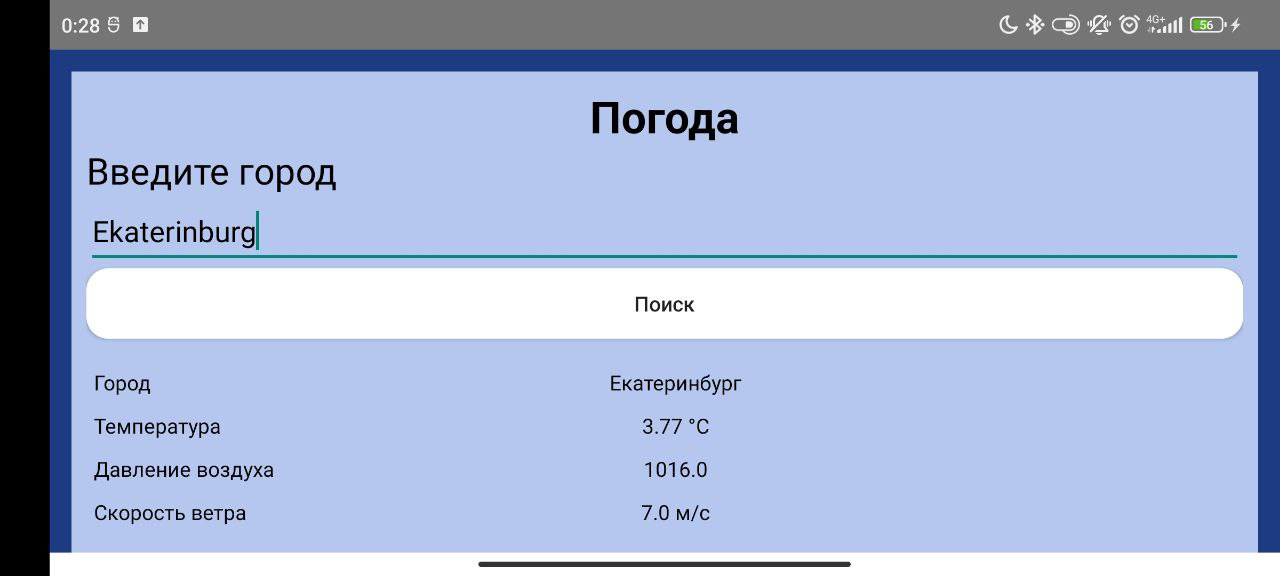 0:28 4G+ 56
Погода
Введите город
Ekaterinburg
Поиск
Город Екатеринбург
Температура 3.77 °C
Давление воздуха 1016.0
Скорость ветра 7.0 м/с